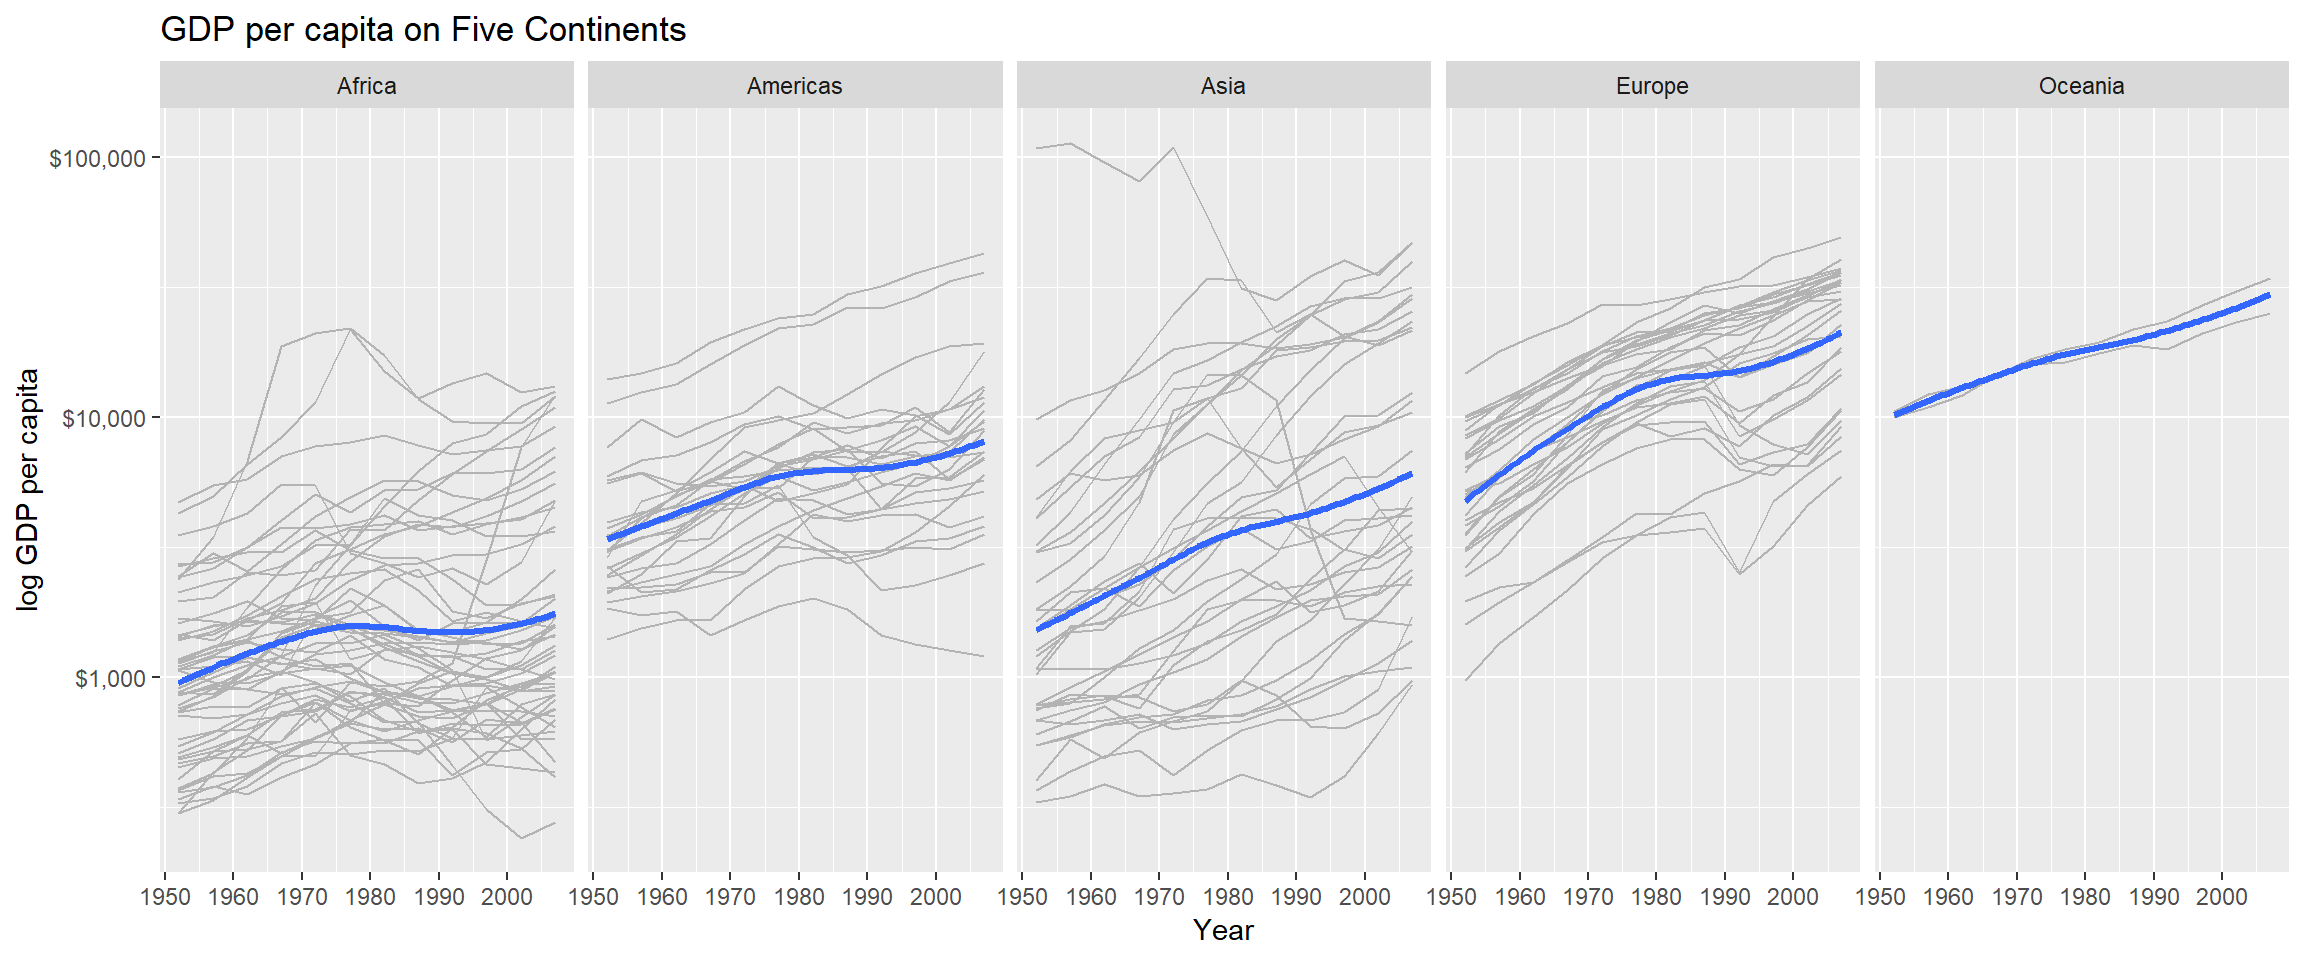 GDP per capita on Five Continents
Africa Americas Asia Europe Oceania
$100,000
$10,000
$1,000
log GDP per capita
1950 1960 1970 1980 1990 2000 1950 1960 1970 1980 1990 2000 1950 1960 1970 1980 1990 2000 1950 1960 1970 1980 1990 2000 1950 1960 1970 1980 1990 2000
Year